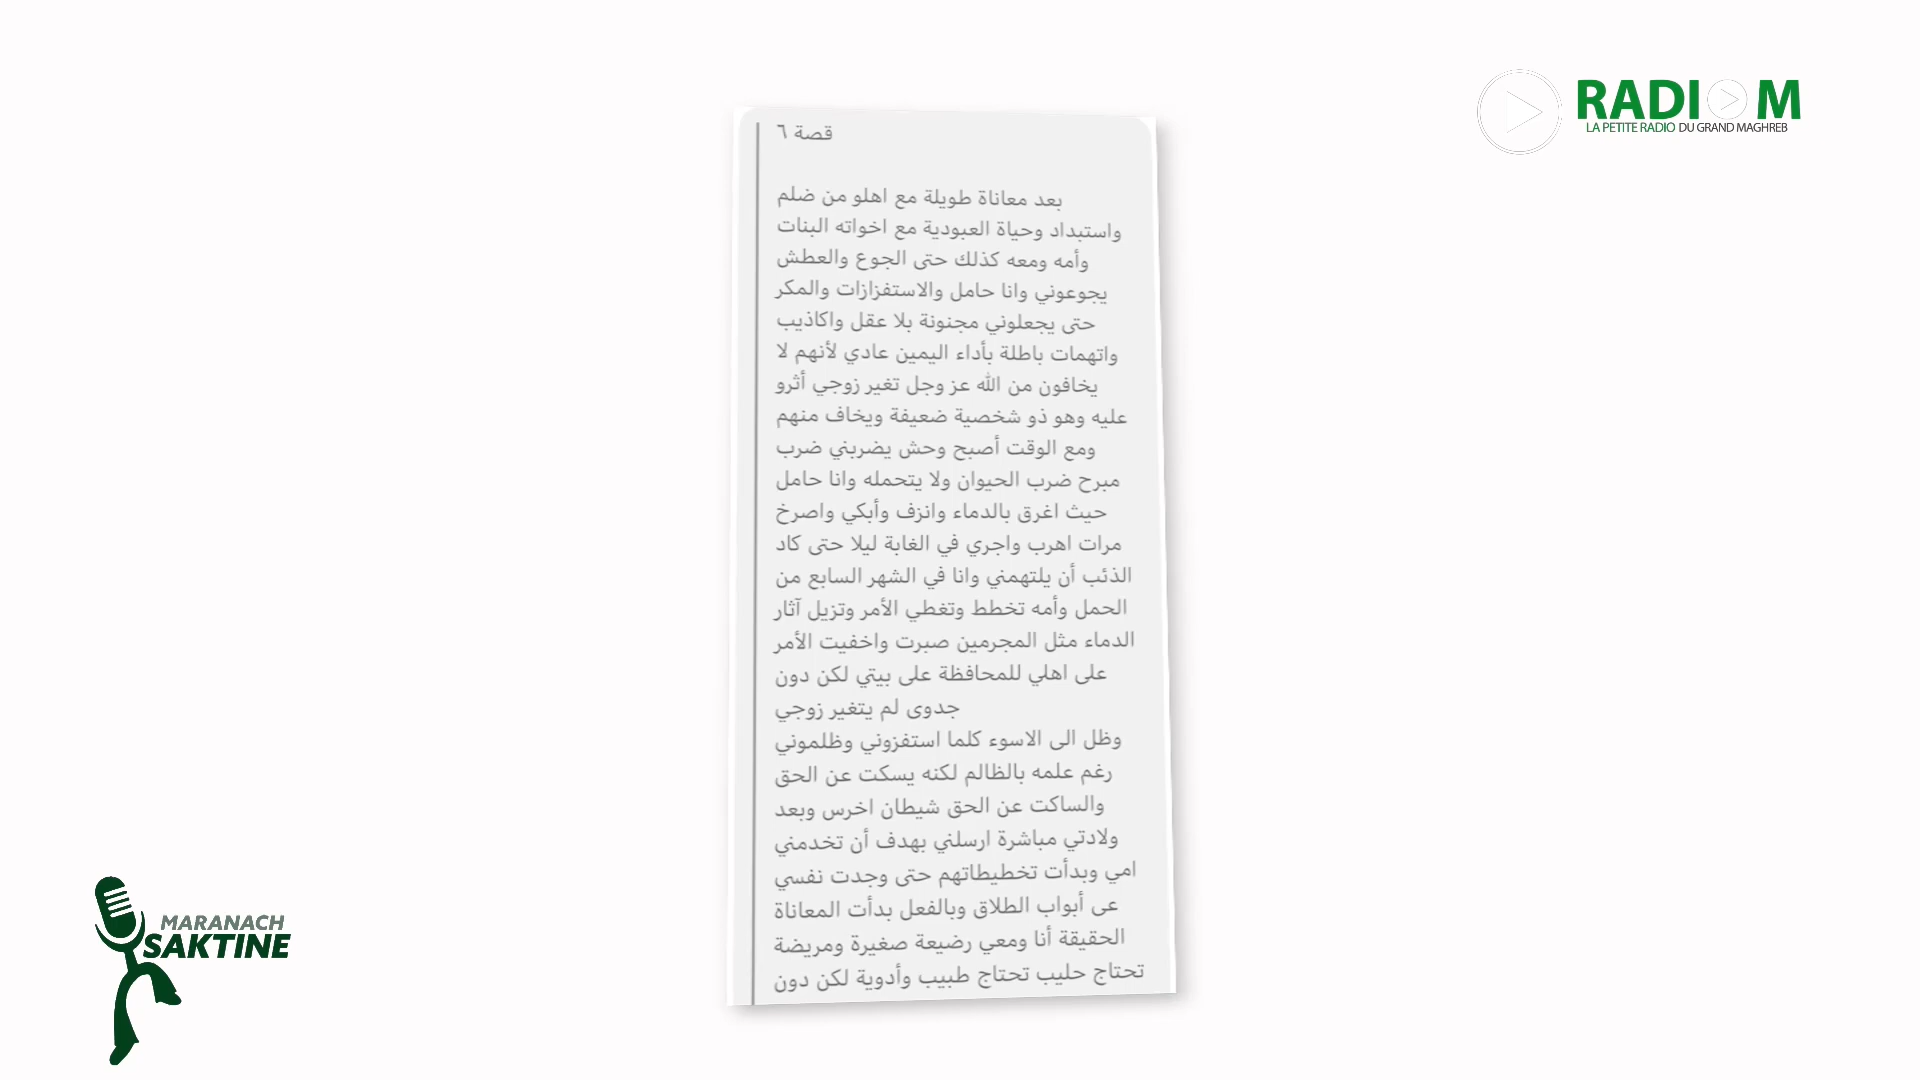 RADIOM
LA PETITE RADIO DU GRAND MAGHREB
قصة ٦
بعد معاناة طويلة مع اهلو من ضلم
واستبداد وحياة العبودية مع اخواته البنات
وأمه ومعه كذلك حتى الجوع والعطش
يجوعوني وانا حامل والاستفزازات والمكر
حتى يجعلوني مجنونة بلا عقل واكاذيب
واتهمات باطلة بأداء اليمين عادي لأنهم لا
يخافون من الله عز وجل تغير زوجي أثرو
عليه وهو ذو شخصية ضعيفة ويخاف منهم
ومع الوقت أصبح وحش يضربني ضرب
مبرح ضرب الحيوان ولا يتحمله وانا حامل
حيث اغرق بالدماء وانزف وأبكي واصرخ
مرات اهرب واجري في الغابة ليلا حتى كاد
الذئب أن يلتهمني وانا في الشهر السابع من
الحمل وأمه تخطط وتغطي الأمر وتزيل آثار
الدماء مثل المجرمين صبرت واخفيت الأمر
على اهلي للمحافظة على بيتي لكن دون
جدوى لم يتغير زوجي
وظل الى الاسوء كلما استفزوني وظلموني
رغم علمه بالظالم لكنه يسكت عن الحق
والساكت عن الحق شيطان اخرس وبعد
ولادتي مباشرة ارسلني بهدف أن تخدمني
امي وبدأت تخطيطاتهم حتى وجدت نفسي
عى أبواب الطلاق وبالفعل بدأت المعاناة
الحقيقة أنا ومعي رضيعة صغيرة ومريضة
تحتاج حليب تحتاج طبيب وأدوية لكن دون
MARANACH
SAKTINE